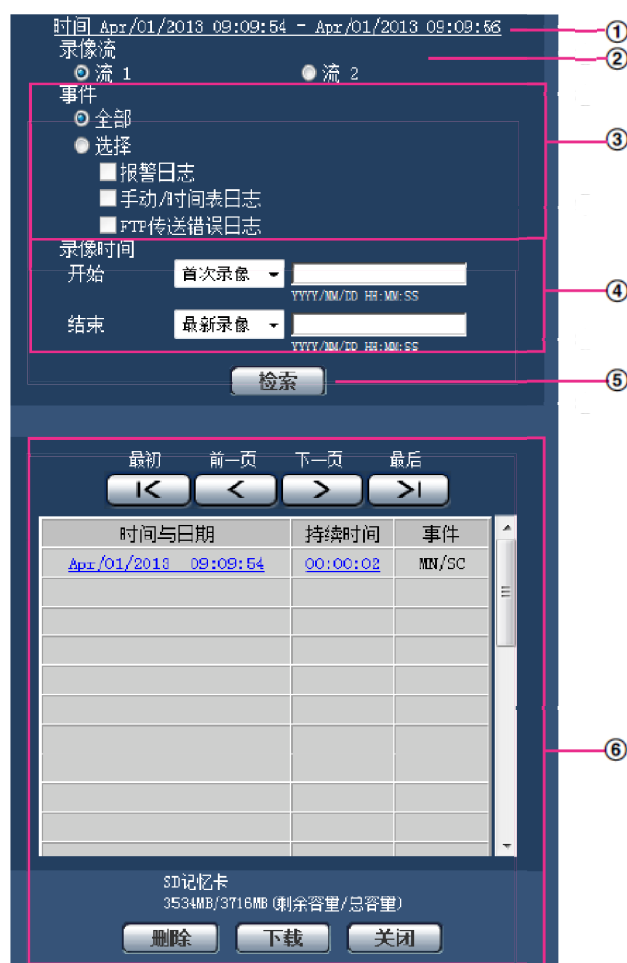 时间 Apr/01/2013 09:09:54 - Apr/01/2013 09:09:56 ①
录像流 ②
流 1 流 2
事件
全部 ③
选择
报警日志
手动/时间表日志
FTP传送错误日志
录像时间
开始 首次录像
YYYY/MM/DD HH:MM:SS ④
结束 最新录像
YYYY/MM/DD HH:MM:SS
检索 ⑤
最初 前一页 下一页 最后
时间与日期 持续时间 事件
Apr/01/2013 09:09:54 00:00:02 MN/SC
⑥
SD记忆卡
3534MB/3716MB(剩余容量/总容量)
删除 下载 关闭